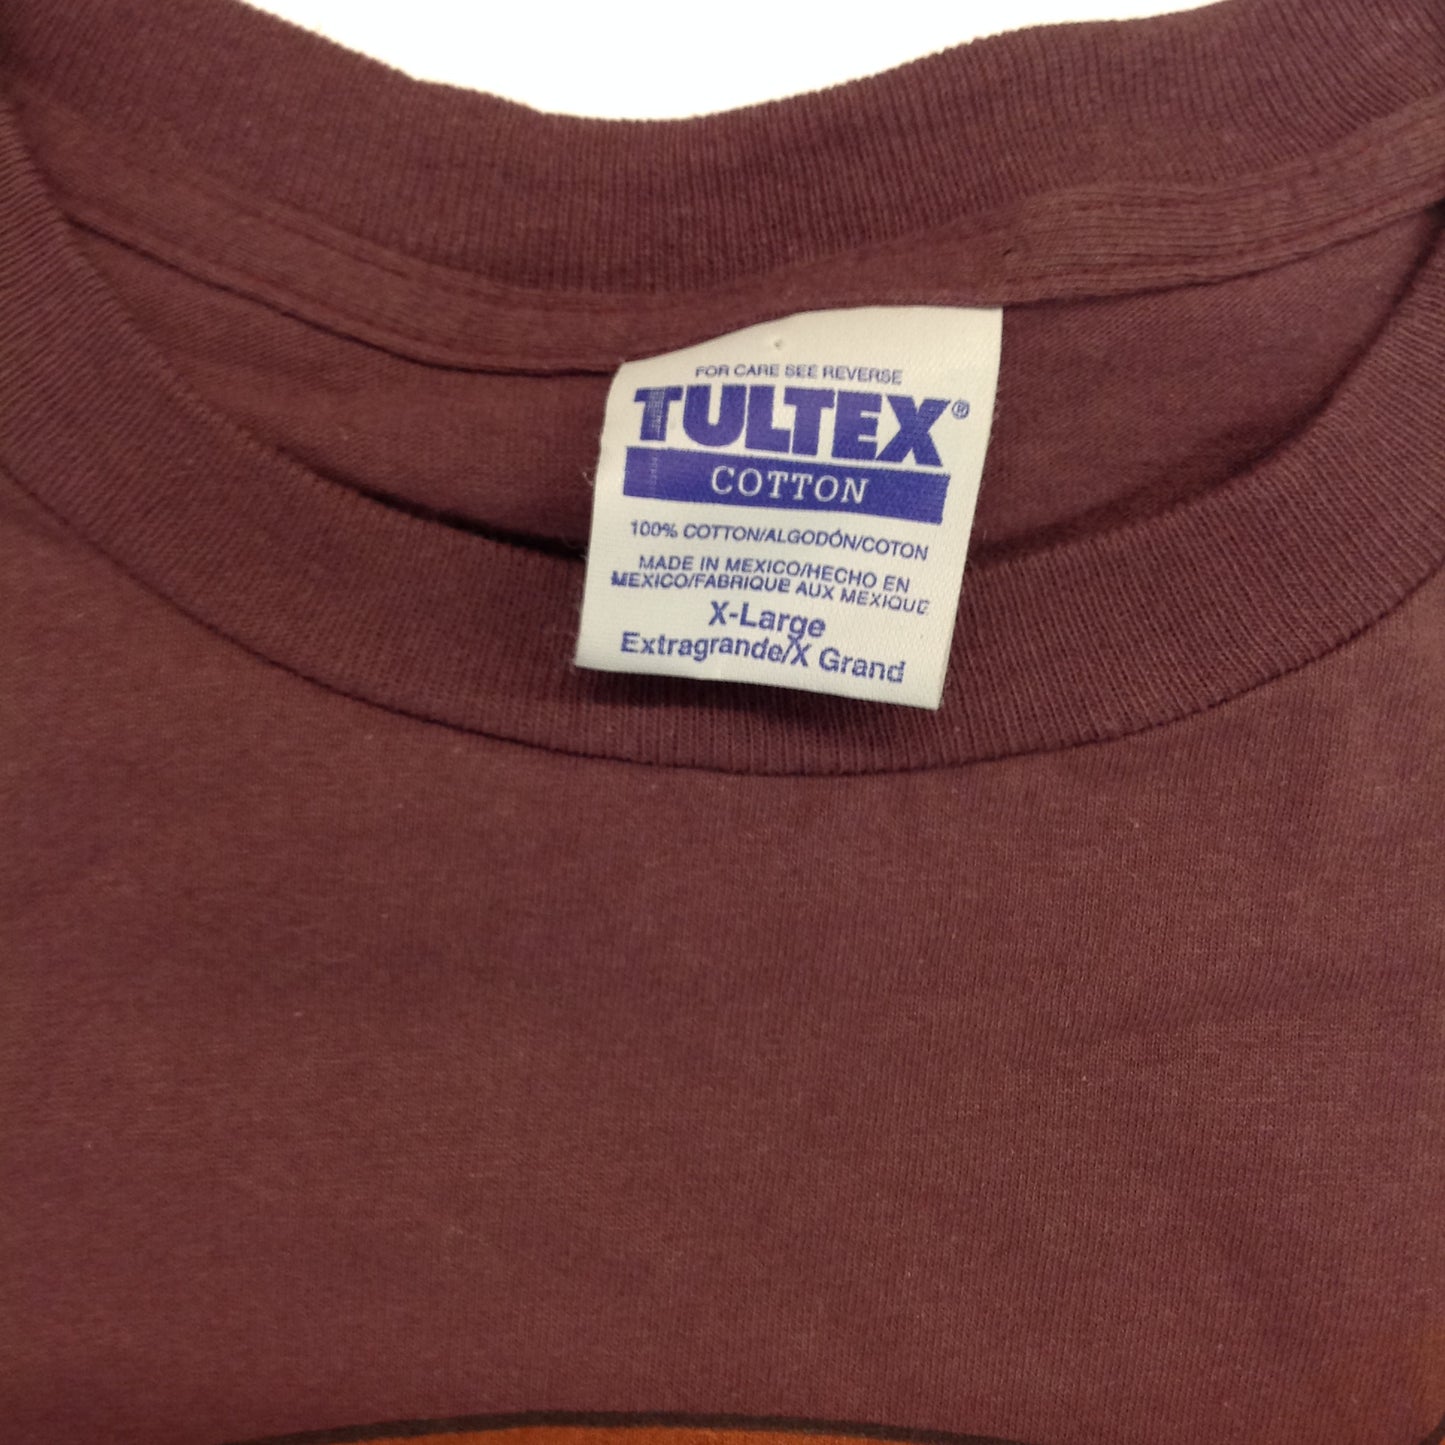 FOR CARE SEE REVERSE
TULTEX®
COTTON
100% COTTON/ALGODÓN/COTON
MADE IN MEXICO/HECHO EN
MEXICO/FABRIQUE AUX MEXIQUE
X-Large
Extragrande/X Grand